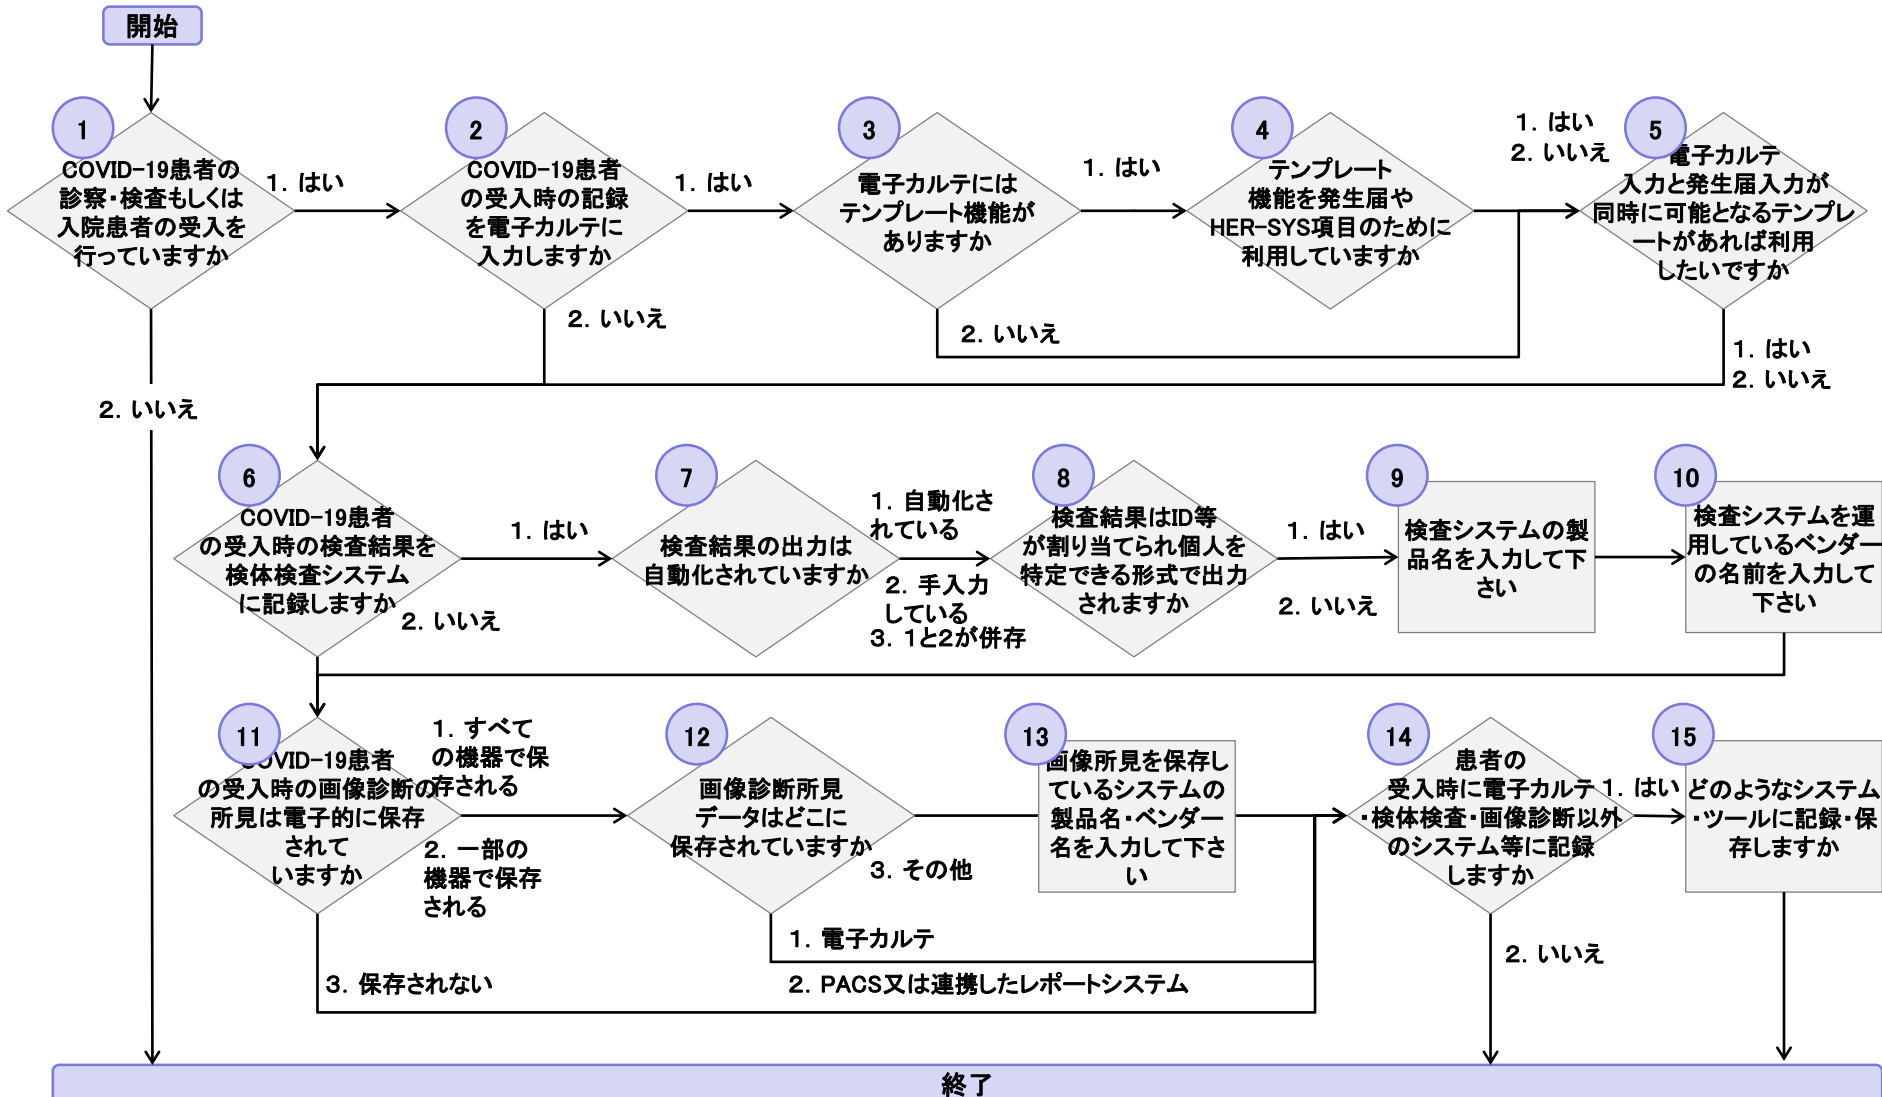 開始
1
COVID-19患者の
診察・検査もしくは
入院患者の受入を
行っていますか
1. はい
2. いいえ
2
COVID-19患者
の受入時の記録
を電子カルテに
入力しますか
1. はい
2. いいえ
3
電子カルテには
テンプレート機能が
ありますか
1. はい
2. いいえ
4
テンプレート
機能を発生届や
HER-SYS項目のために
利用していますか
1. はい
2. いいえ
5
電子カルテ
入力と発生届入力が
同時に可能となるテンプレ
ートがあれば利用
したいですか
1. はい
2. いいえ
6
COVID-19患者
の受入時の検査結果を
検体検査システム
に記録しますか
1. はい
2. いいえ
7
検査結果の出力は
自動化されていますか
1. 自動化さ
れている
2. 手入力
している
3. 1と2が併存
8
検査結果はID等
が割り当てられ個人を
特定できる形式で出力
されますか
1. はい
2. いいえ
9
検査システムの製
品名を入力して下
さい
10
検査システムを運
用しているベンダー
の名前を入力して
下さい
11
COVID-19患者
の受入時の画像診断の
所見は電子的に保存
されて
いますか
1. すべて
の機器で保
存される
2. 一部の
機器で保存
される
3. 保存されない
12
画像診断所見
データはどこに
保存されていますか
3. その他
1. 電子カルテ
2. PACS又は連携したレポートシステム
13
画像所見を保存し
ているシステムの
製品名・ベンダー
名を入力して下さ
い
14
患者の
受入時に電子カルテ
・検体検査・画像診断以外
のシステム等に記録
しますか
1. はい
2. いいえ
15
どのようなシステム
・ツールに記録・保
存しますか
終了